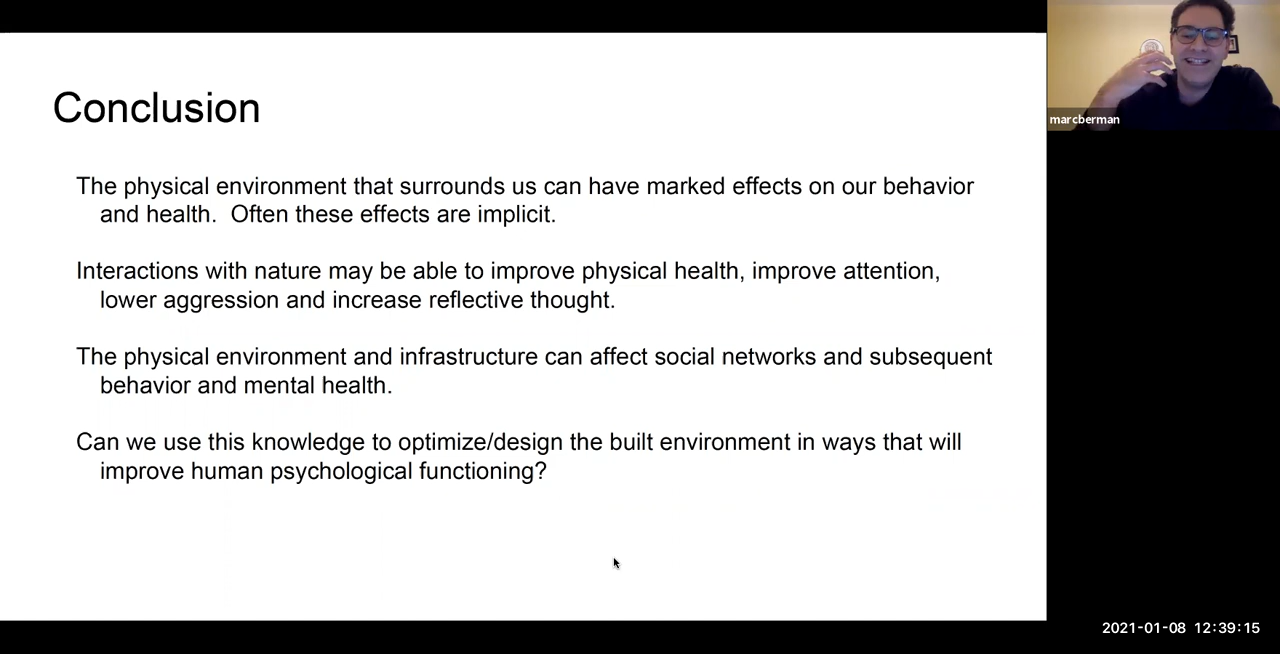 Conclusion
The physical environment that surrounds us can have marked effects on our behavior
and health.  Often these effects are implicit.
Interactions with nature may be able to improve physical health, improve attention,
lower aggression and increase reflective thought.
The physical environment and infrastructure can affect social networks and subsequent
behavior and mental health.
Can we use this knowledge to optimize/design the built environment in ways that will
improve human psychological functioning?
marcberman
2021-01-08 12:39:15